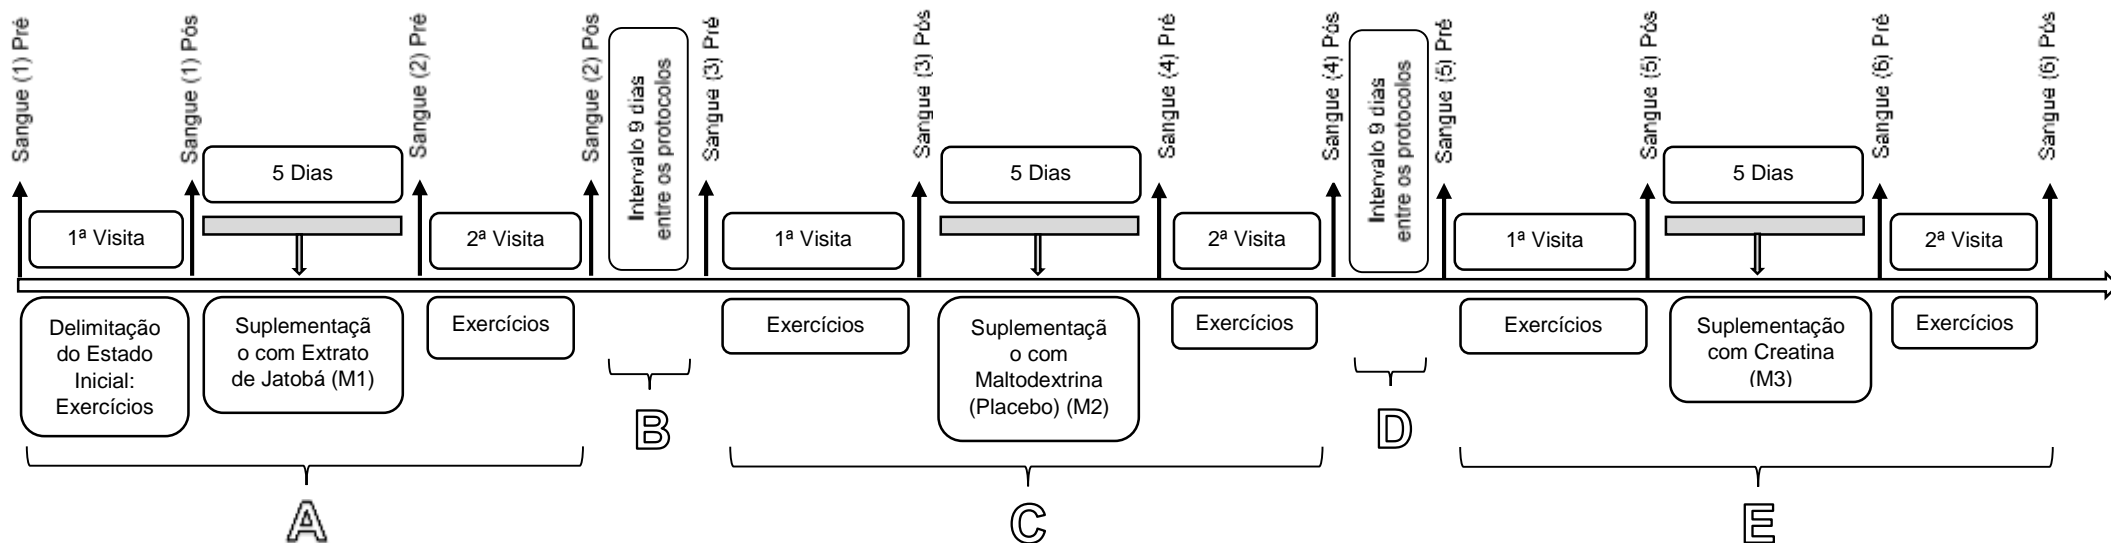 Sangue (1) Pré
Sangue (1) Pós
Sangue (2) Pré
Sangue (2) Pós
Intervalo 9 dias
entre os protocolos
Sangue (3) Pré
Sangue (3) Pós
Sangue (4) Pré
Sangue (4) Pós
Intervalo 9 dias
entre os protocolos
Sangue (5) Pré
Sangue (5) Pós
Sangue (6) Pré
Sangue (6) Pós
5 Dias
5 Dias
5 Dias
1ª Visita
2ª Visita
1ª Visita
2ª Visita
1ª Visita
2ª Visita
Delimitação
do Estado
Inicial:
Exercícios
Suplementaçã
o com Extrato
de Jatobá (M1)
Exercícios
Exercícios
Suplementaçã
o com
Maltodextrina
(Placebo) (M2)
Exercícios
Exercícios
Suplementação
com Creatina
(M3)
Exercícios
A
B
C
D
E